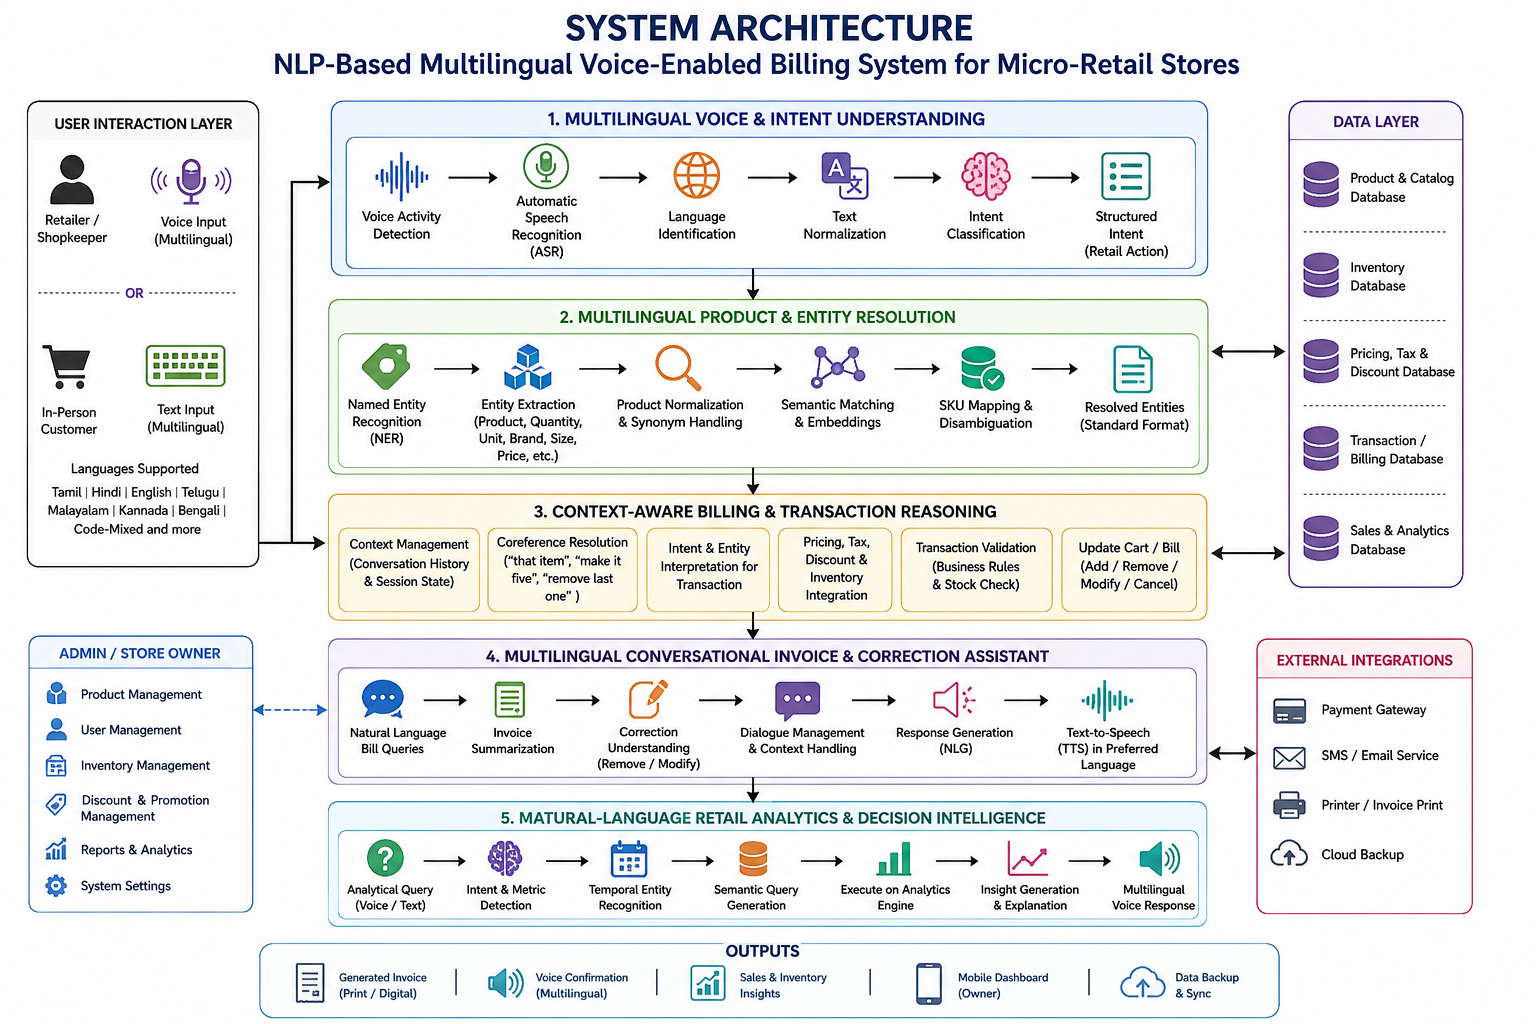 SYSTEM ARCHITECTURE
NLP-Based Multilingual Voice-Enabled Billing System for Micro-Retail Stores
USER INTERACTION LAYER
Retailer /
Shopkeeper
Voice Input
(Multilingual)
OR
In-Person
Customer
Text Input
(Multilingual)
Languages Supported
Tamil | Hindi | English | Telugu |
Malayalam | Kannada | Bengali |
Code-Mixed and more
1. MULTILINGUAL VOICE & INTENT UNDERSTANDING
Voice Activity
Detection
Automatic
Speech
Recognition
(ASR)
Language
Identification
Text
Normalization
Intent
Classification
Structured
Intent
(Retail Action)
2. MULTILINGUAL PRODUCT & ENTITY RESOLUTION
Named Entity
Recognition
(NER)
Entity Extraction
(Product, Quantity,
Unit, Brand, Size,
Price, etc.)
Product Normalization
& Synonym Handling
Semantic Matching
& Embeddings
SKU Mapping &
Disambiguation
Resolved Entities
(Standard Format)
3. CONTEXT-AWARE BILLING & TRANSACTION REASONING
Context Management
(Conversation History
& Session State)
Coreference Resolution
(“that item”, “make it
five”, “remove last
one” )
Intent & Entity
Interpretation for
Transaction
Pricing, Tax,
Discount &
Inventory
Integration
Transaction Validation
(Business Rules
& Stock Check)
Update Cart / Bill
(Add / Remove /
Modify / Cancel)
4. MULTILINGUAL CONVERSATIONAL INVOICE & CORRECTION ASSISTANT
Natural Language
Bill Queries
Invoice
Summarization
Correction
Understanding
(Remove / Modify)
Dialogue Management
& Context Handling
Response Generation
(NLG)
Text-to-Speech
(TTS) in Preferred
Language
5. MATURAL-LANGUAGE RETAIL ANALYTICS & DECISION INTELLIGENCE
Analytical Query
(Voice / Text)
Intent & Metric
Detection
Temporal Entity
Recognition
Semantic Query
Generation
Execute on Analytics
Engine
Insight Generation
& Explanation
Multilingual
Voice Response
DATA LAYER
Product & Catalog
Database
Inventory
Database
Pricing, Tax &
Discount Database
Transaction /
Billing Database
Sales & Analytics
Database
ADMIN / STORE OWNER
Product Management
User Management
Inventory Management
Discount & Promotion
Management
Reports & Analytics
System Settings
EXTERNAL INTEGRATIONS
Payment Gateway
SMS / Email Service
Printer / Invoice Print
Cloud Backup
OUTPUTS
Generated Invoice
(Print / Digital)
Voice Confirmation
(Multilingual)
Sales & Inventory
Insights
Mobile Dashboard
(Owner)
Data Backup
& Sync